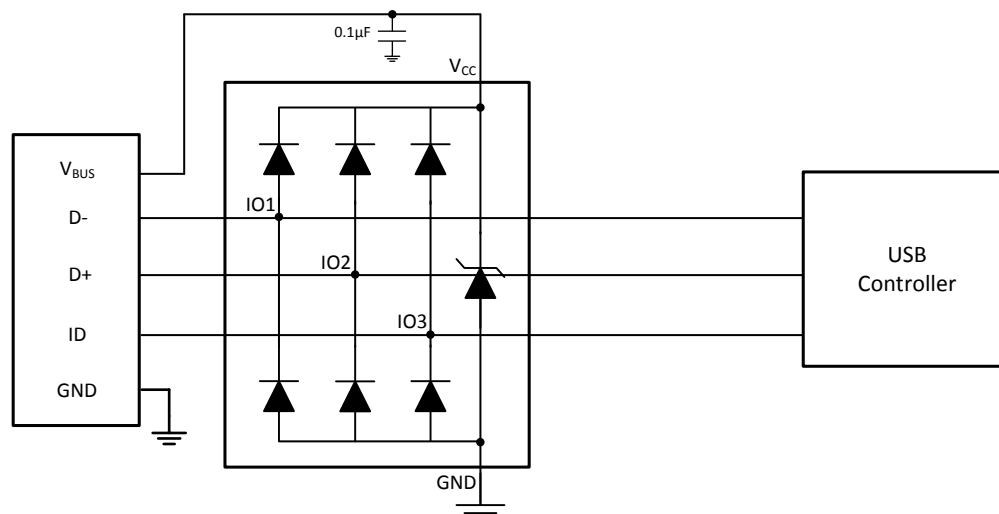 0.1µF
V_CC
V_BUS
D-
IO1
D+
IO2
ID
IO3
GND
GND
USB
Controller